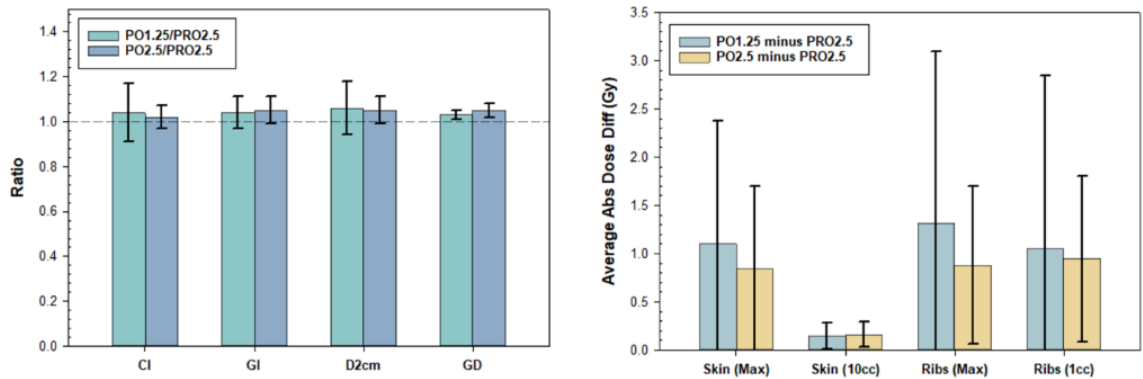 PO1.25/PRO2.5
PO2.5/PRO2.5
Ratio
1.4
1.2
1.0
0.8
0.6
0.4
0.2
0.0
CI
GI
D2cm
GD
PO1.25 minus PRO2.5
PO2.5 minus PRO2.5
Average Abs Dose Diff (Gy)
3.5
3.0
2.5
2.0
1.5
1.0
0.5
0.0
Skin (Max)
Skin (10cc)
Ribs (Max)
Ribs (1cc)